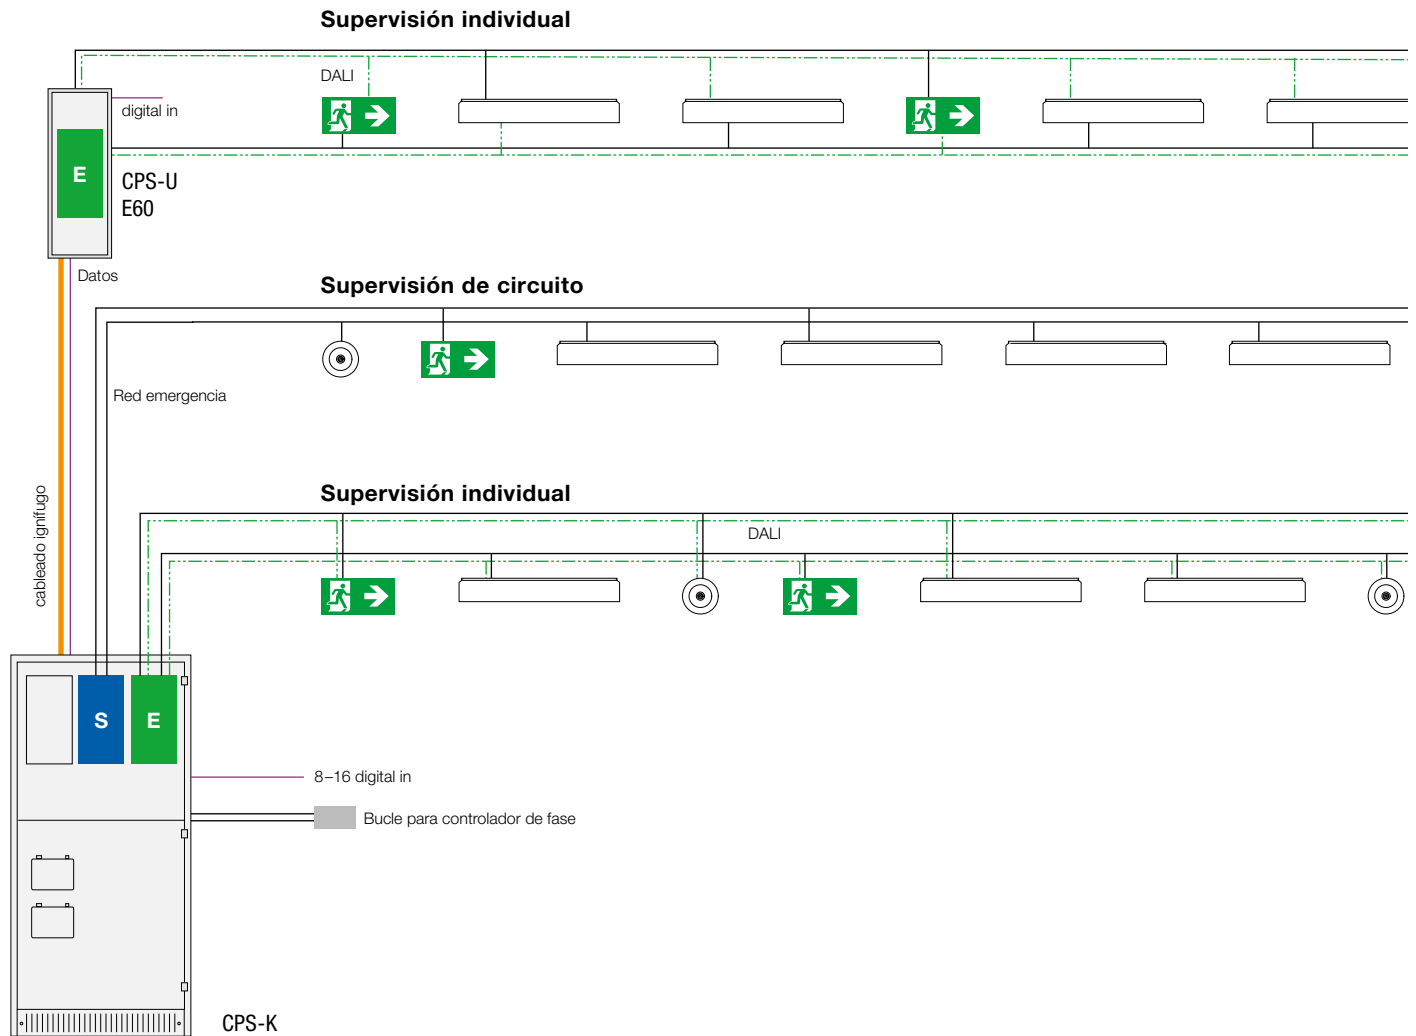 Supervisión individual
DALI
digital in
E
CPS-U
E60
Datos
Supervisión de circuito
Red emergencia
cableado ignífugo
Supervisión individual
DALI
S
E
8–16 digital in
Bucle para controlador de fase
CPS-K